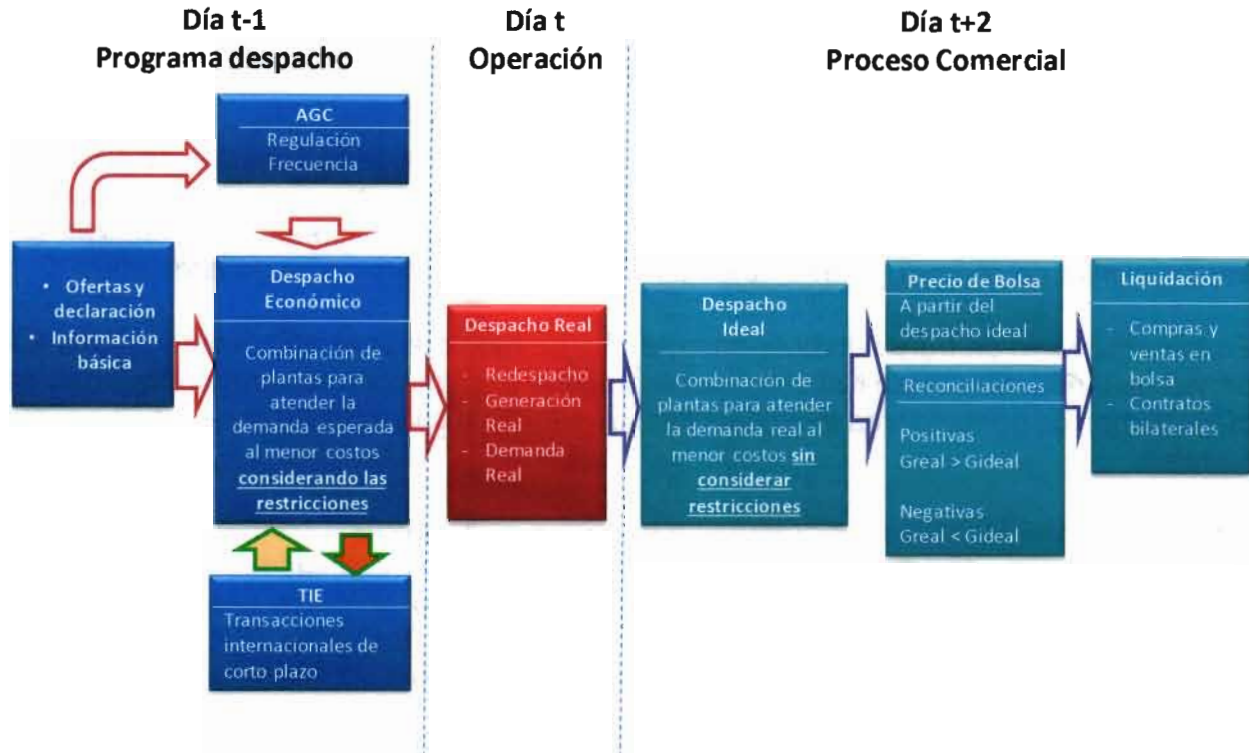 Día t-1
Programa despacho
Día t
Operación
Día t+2
Proceso Comercial
AGC
Regulación
Frecuencia
• Ofertas y
declaración
• Información
básica
Despacho
Económico
Combinación de
plantas para
atender la
demanda esperada
al menor costos
considerando las
restricciones
TIE
Transacciones
internacionales de
corto plazo
Despacho Real
- Redespacho
- Generación
Real
- Demanda
Real
Despacho
Ideal
Combinación de
plantas para atender
la demanda real al
menor costos sin
considerar
restricciones
Precio de Bolsa
A partir del
despacho ideal
Reconciliaciones
Positivas
Greal > Gideal
Negativas
Greal < Gideal
Liquidación
- Compras y
ventas en
bolsa
- Contratos
bilaterales